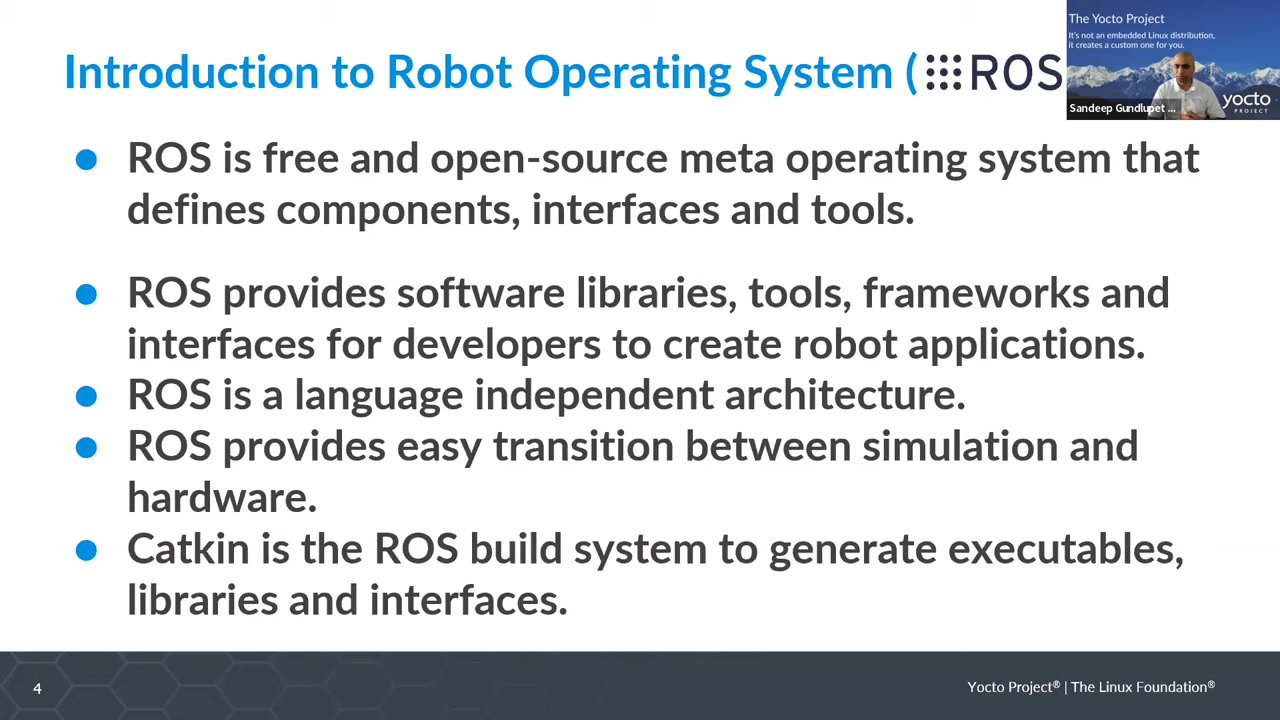 Introduction to Robot Operating System (ROS
The Yocto Project
It's not an embedded Linux distribution,
it creates a custom one for you.
Sandeep Gundlupet ...
yocto
PROJECT
● ROS is free and open-source meta operating system that
defines components, interfaces and tools.
● ROS provides software libraries, tools, frameworks and
interfaces for developers to create robot applications.
● ROS is a language independent architecture.
● ROS provides easy transition between simulation and
hardware.
● Catkin is the ROS build system to generate executables,
libraries and interfaces.
4
Yocto Project® | The Linux Foundation®